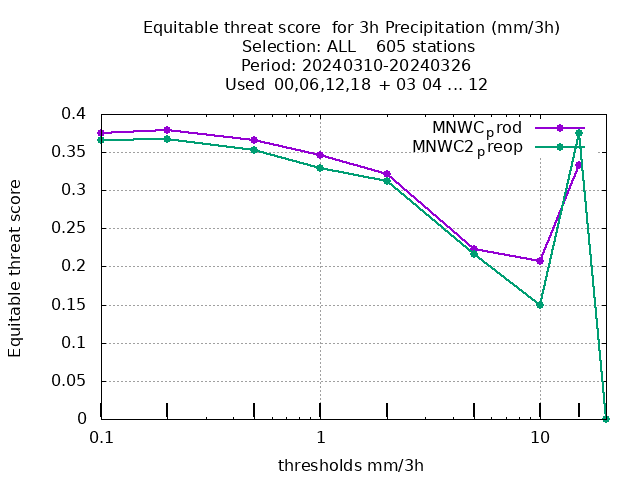 Equitable threat score  for 3h Precipitation (mm/3h)
Selection: ALL    605 stations
Period: 20240310-20240326
Used  00,06,12,18 + 03 04 ... 12
MNWC_prod
MNWC2_preop
Equitable threat score
0.4
0.35
0.3
0.25
0.2
0.15
0.1
0.05
0
0.1
1
10
thresholds mm/3h